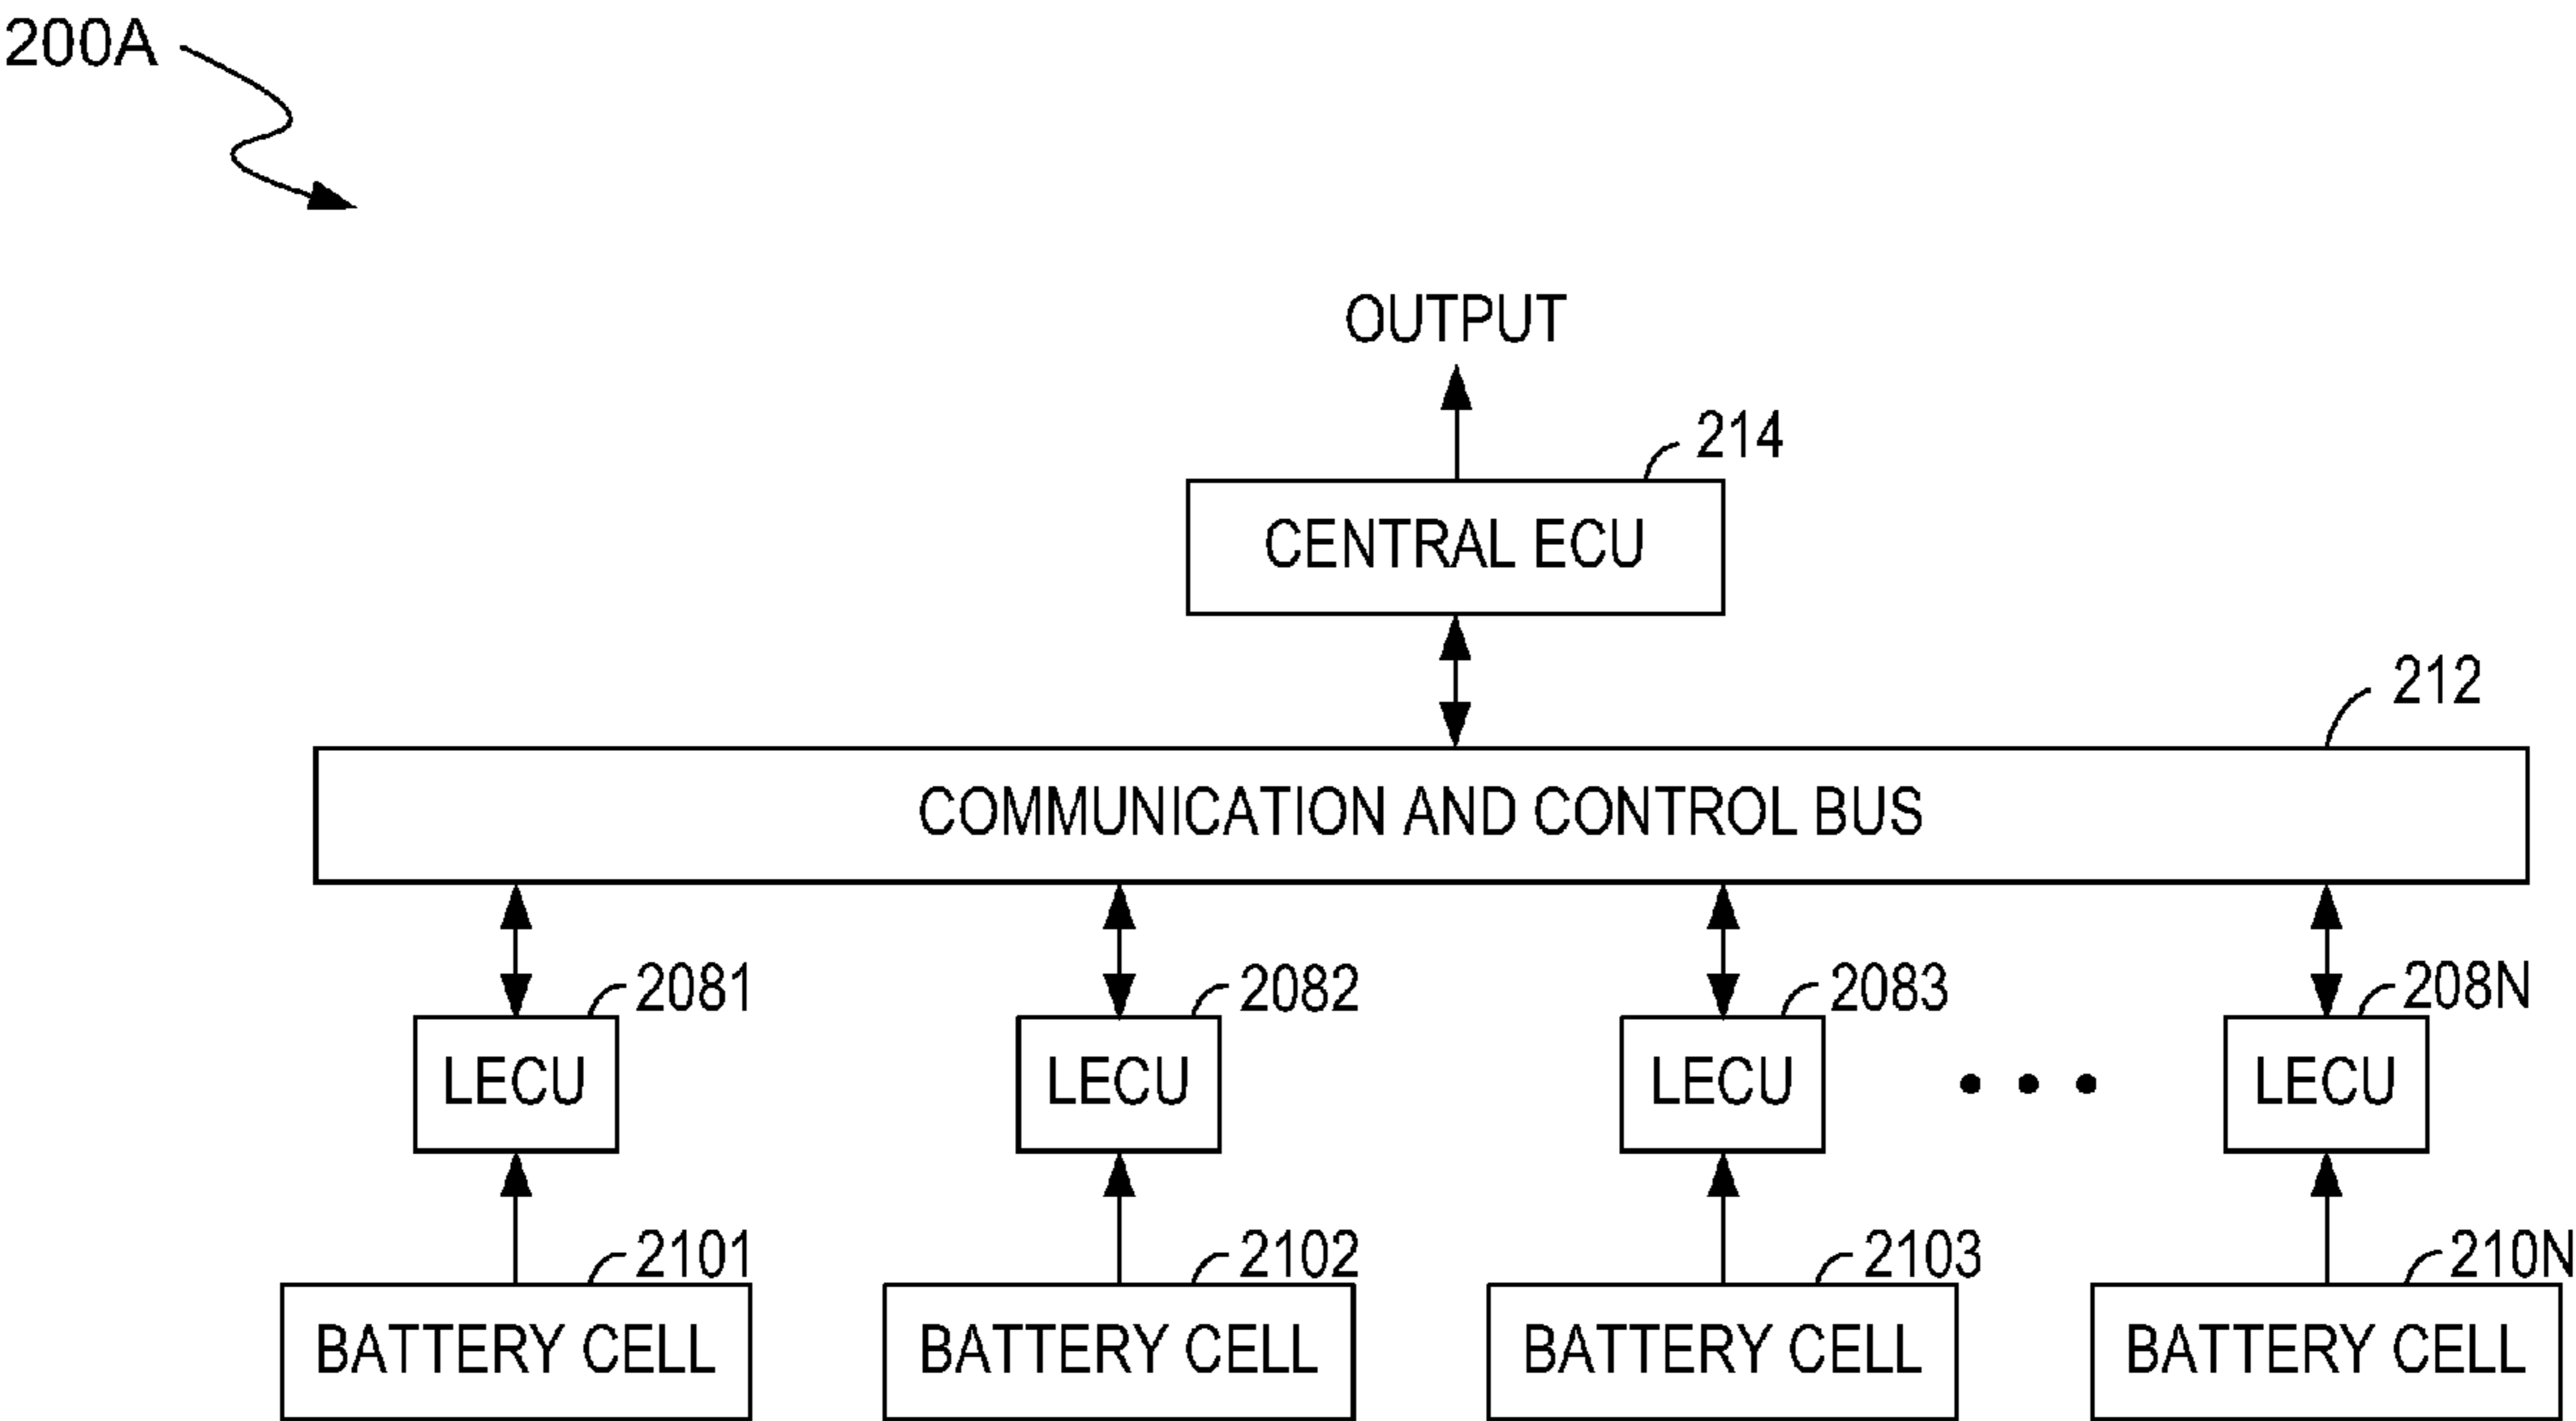 200A
OUTPUT
214
CENTRAL ECU
212
COMMUNICATION AND CONTROL BUS
2081 2082 2083 208N
LECU LECU LECU • • • LECU
2101 2102 2103 210N
BATTERY CELL BATTERY CELL BATTERY CELL BATTERY CELL